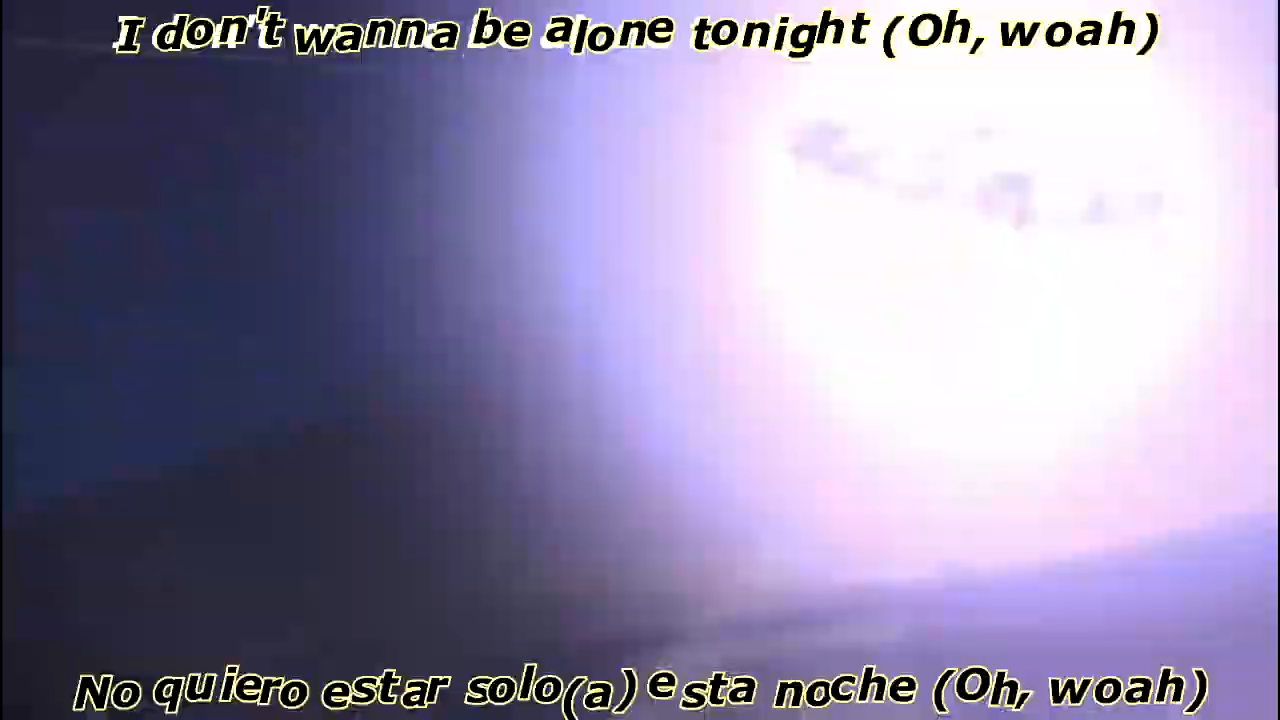 I don't wanna be alone tonight (Oh, woah)
No quiero estar solo(a) esta noche (Oh, woah)